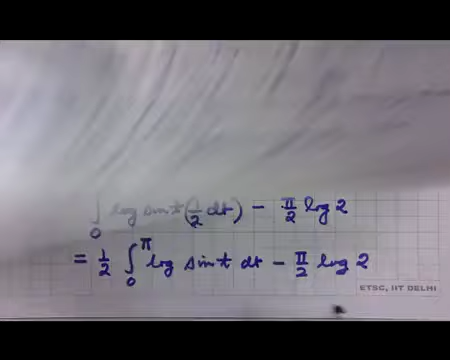 ∫₀ log sin t (1/2 dt) − π/2 log 2
= 1/2 ∫₀^π log sin t dt − π/2 log 2
ETSC, IIT DELHI